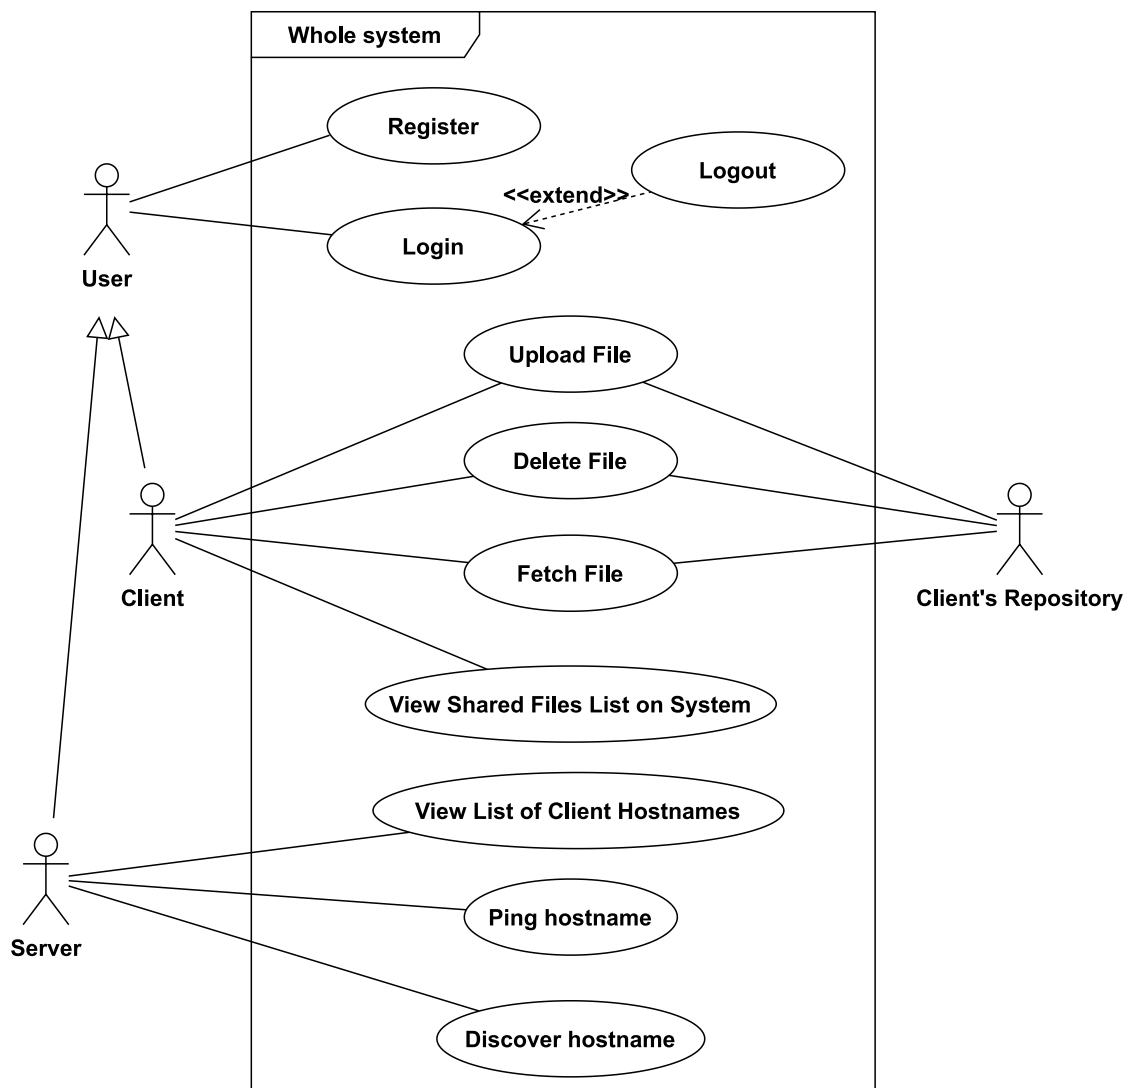 Whole system
Register
Logout
<<extend>>
Login
User
Upload File
Delete File
Fetch File
Client
Client's Repository
View Shared Files List on System
View List of Client Hostnames
Ping hostname
Server
Discover hostname